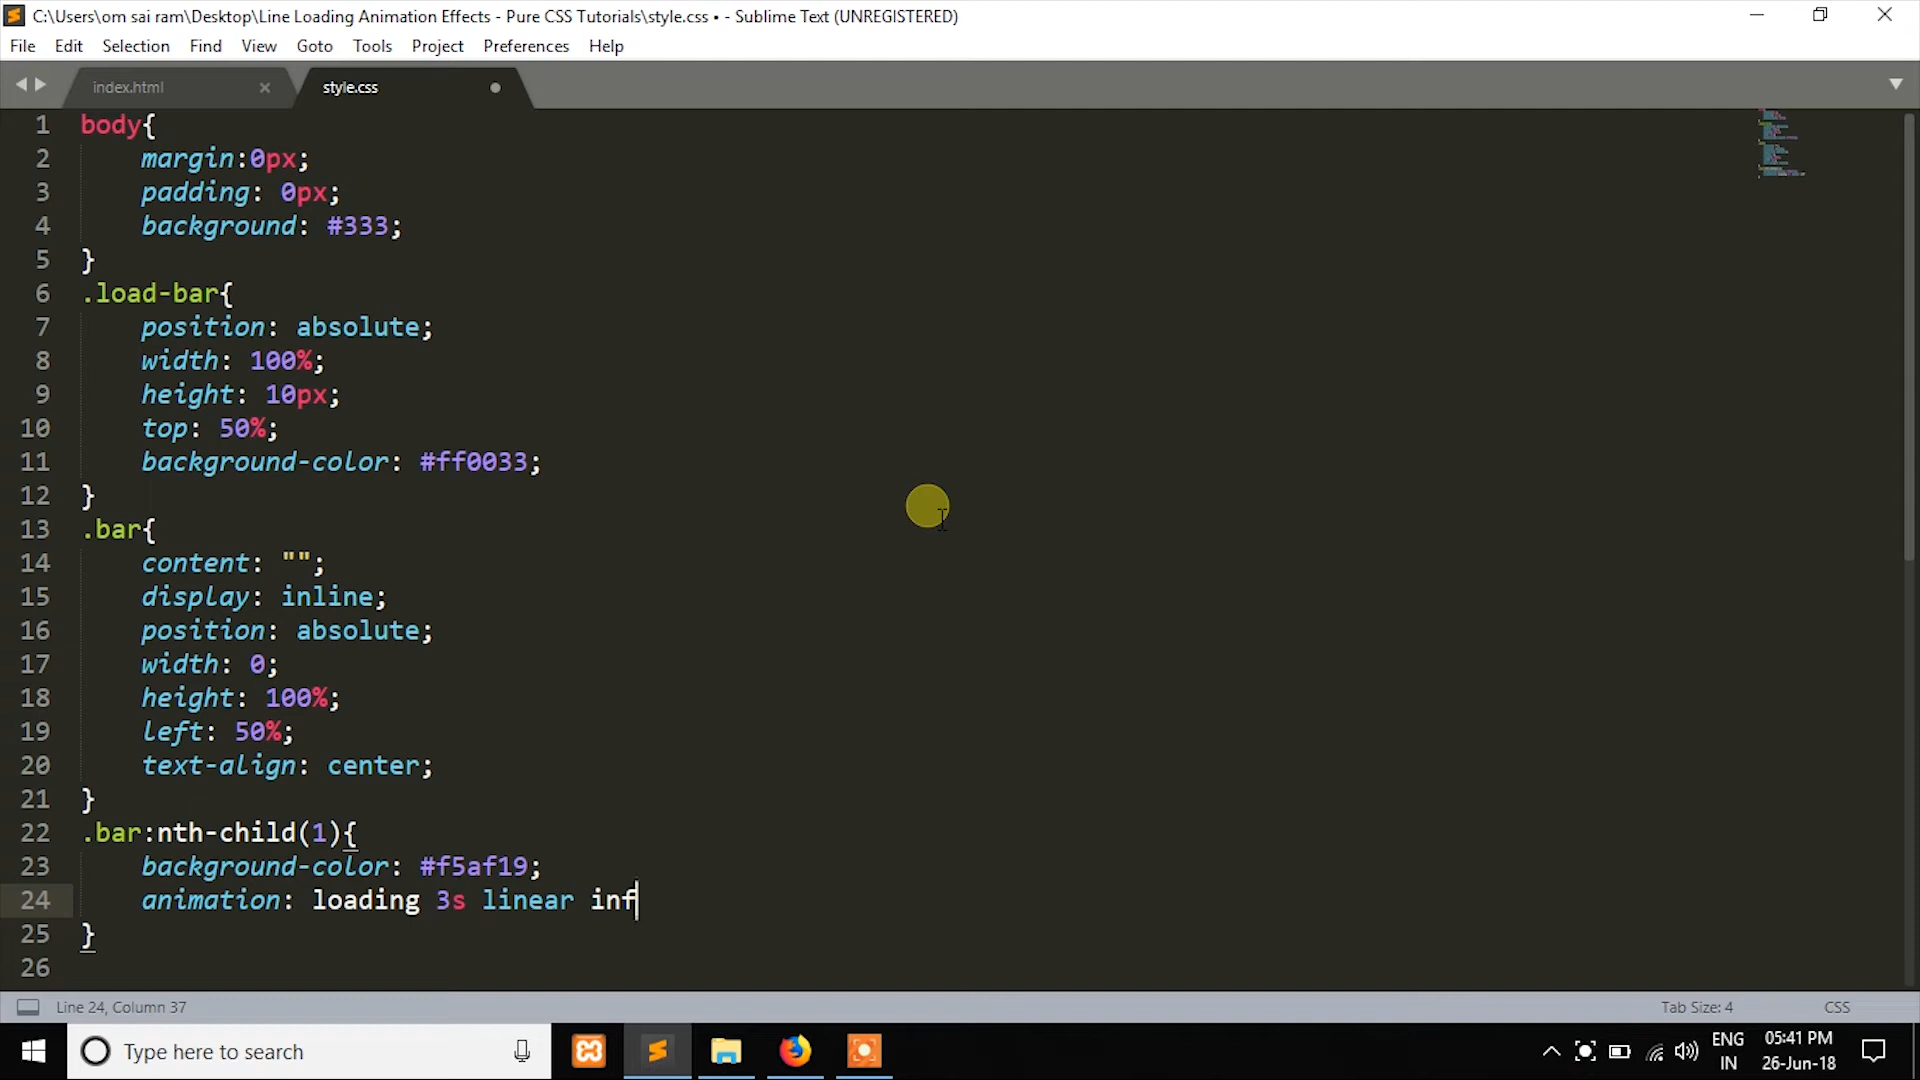 C:\Users\om sai ram\Desktop\Line Loading Animation Effects - Pure CSS Tutorials\style.css • - Sublime Text (UNREGISTERED)
File Edit Selection Find View Goto Tools Project Preferences Help
index.html style.css
1 body{
2 margin:0px;
3 padding: 0px;
4 background: #333;
5 }
6 .load-bar{
7 position: absolute;
8 width: 100%;
9 height: 10px;
10 top: 50%;
11 background-color: #ff0033;
12 }
13 .bar{
14 content: "";
15 display: inline;
16 position: absolute;
17 width: 0;
18 height: 100%;
19 left: 50%;
20 text-align: center;
21 }
22 .bar:nth-child(1){
23 background-color: #f5af19;
24 animation: loading 3s linear inf
25 }
26
Line 24, Column 37 Tab Size: 4 CSS
Type here to search ENG 05:41 PM
IN 26-Jun-18